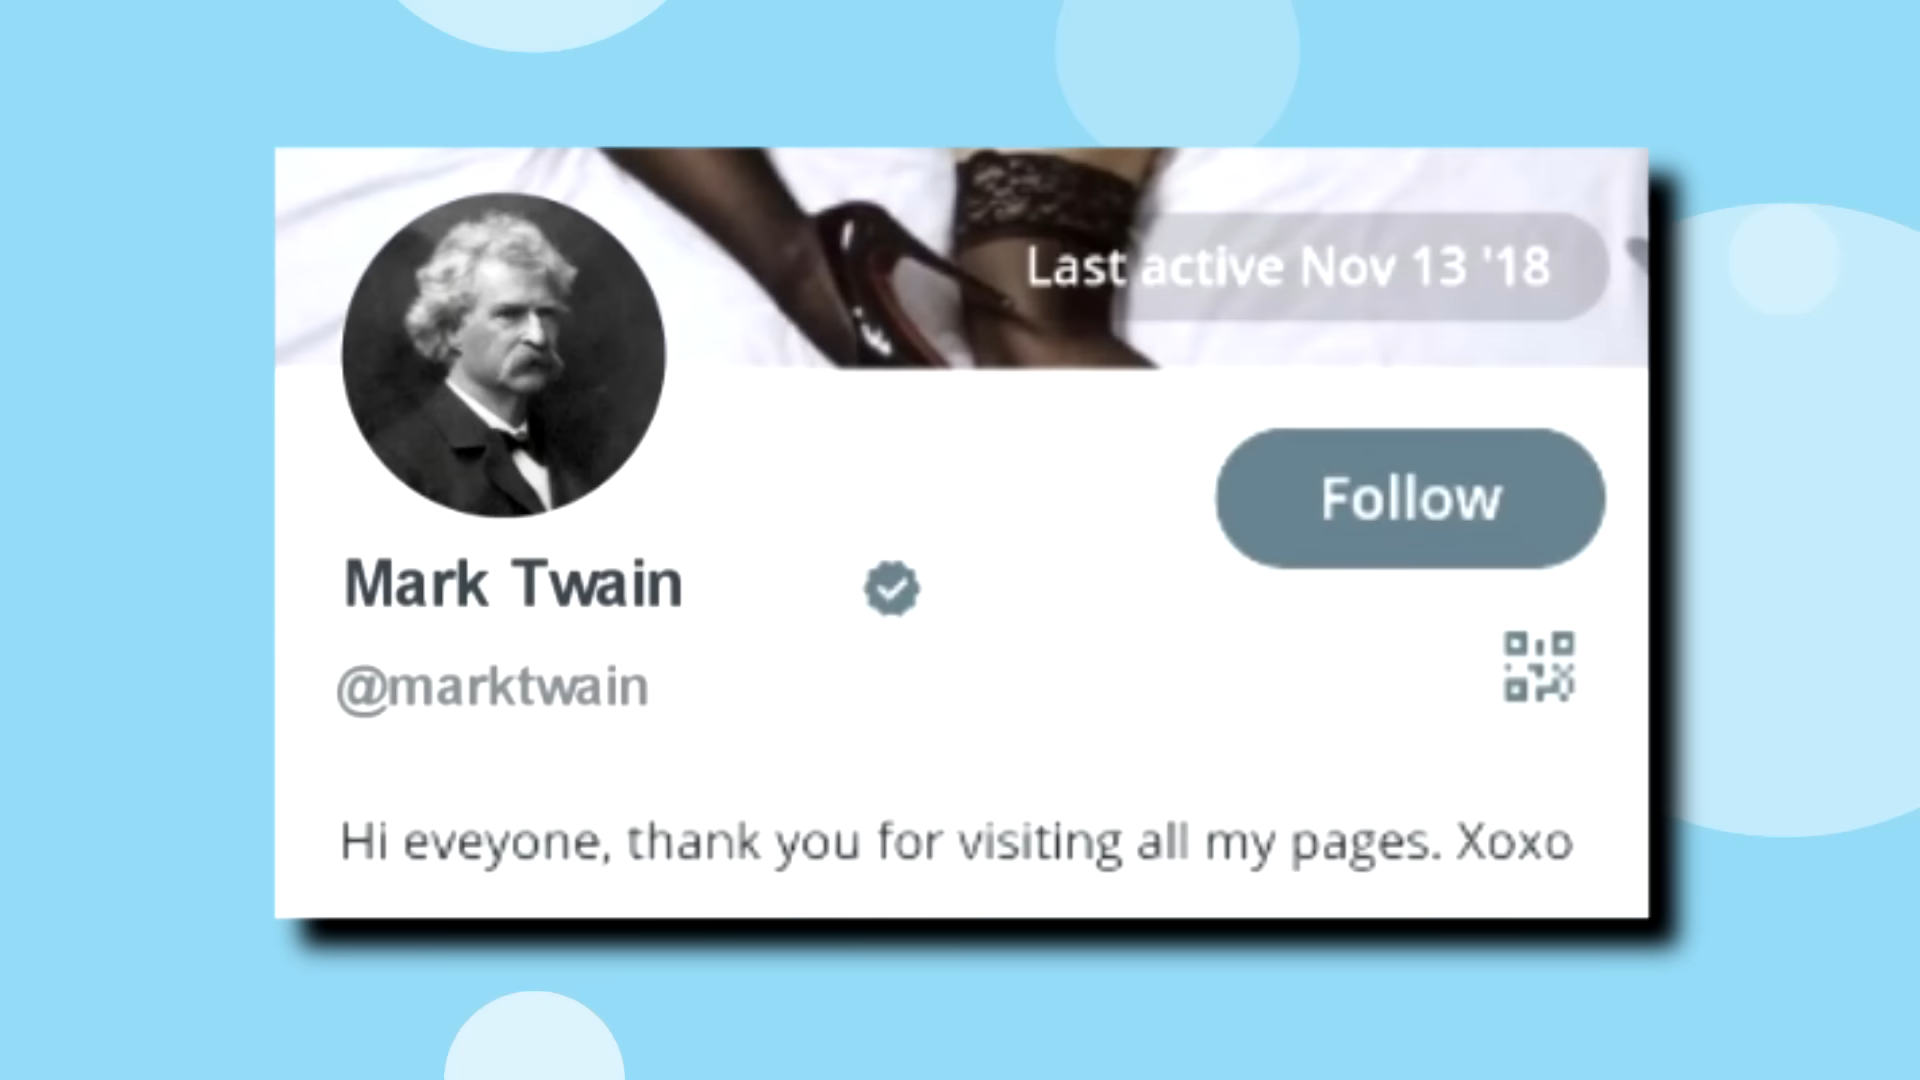 Last active Nov 13 '18
Follow
Mark Twain
@marktwain
Hi eveyone, thank you for visiting all my pages. Xoxo